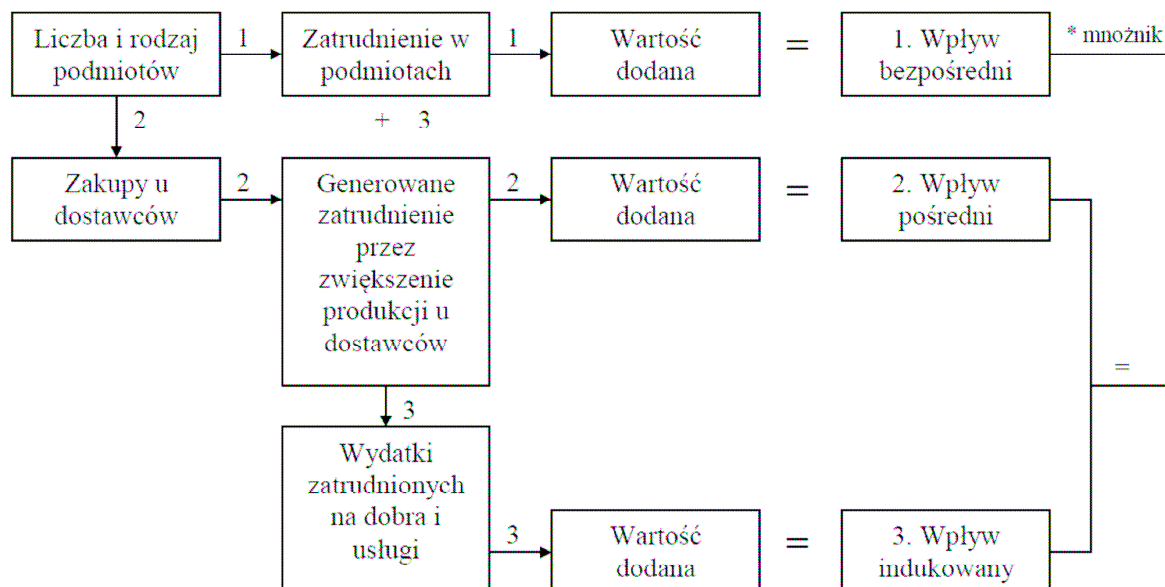 Liczba i rodzaj
podmiotów
1
Zatrudnienie w
podmiotach
1
Wartość
dodana
=
1. Wpływ
bezpośredni
* mnożnik
2
+ 3
Zakupy u
dostawców
2
Generowane
zatrudnienie
przez
zwiększenie
produkcji u
dostawców
2
Wartość
dodana
=
2. Wpływ
pośredni
=
3
Wydatki
zatrudnionych
na dobra i
usługi
3
Wartość
dodana
=
3. Wpływ
indukowany